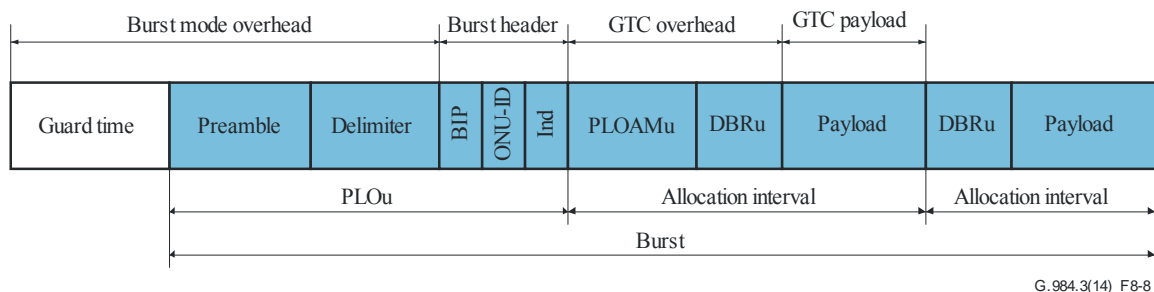 Burst mode overhead Burst header GTC overhead GTC payload
Guard time Preamble Delimiter BIP ONU-ID Ind PLOAMu DBRu Payload DBRu Payload
PLOu Allocation interval Allocation interval
Burst
G.984.3(14)_F8-8